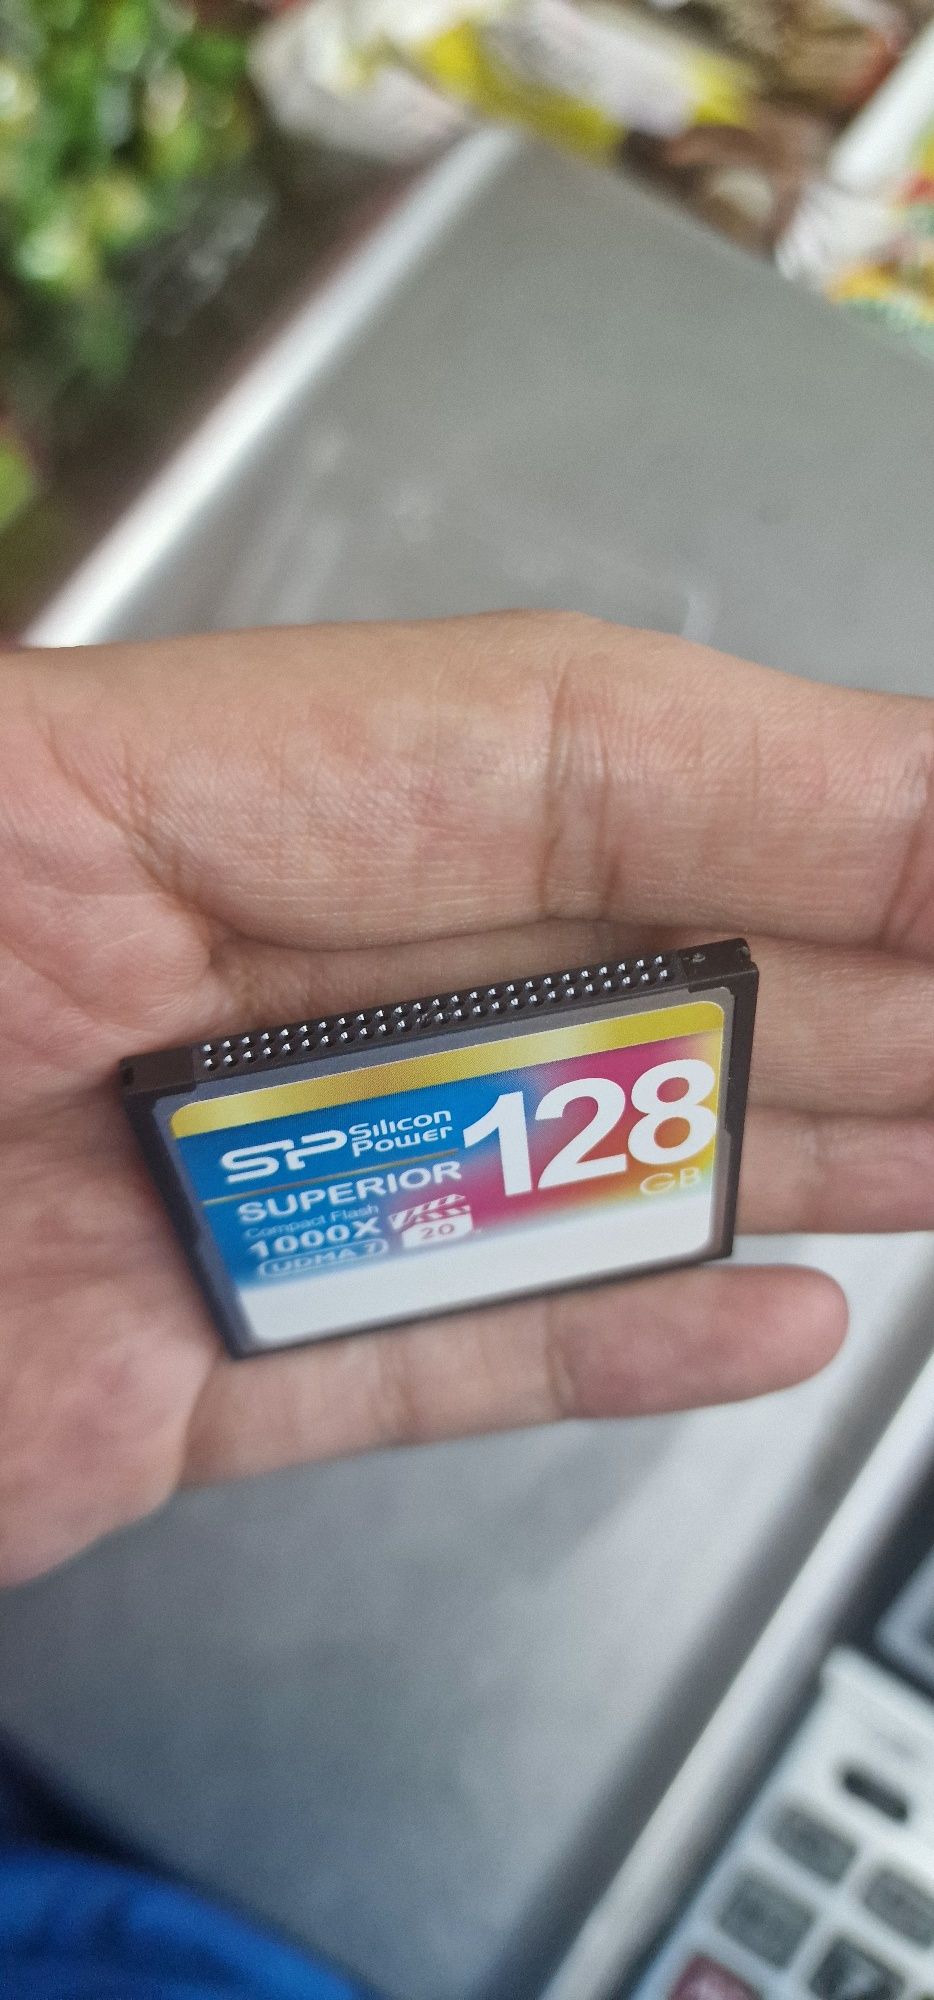 SP Silicon Power
128
GB
SUPERIOR
Compact Flash
1000X
20
UDMA 7